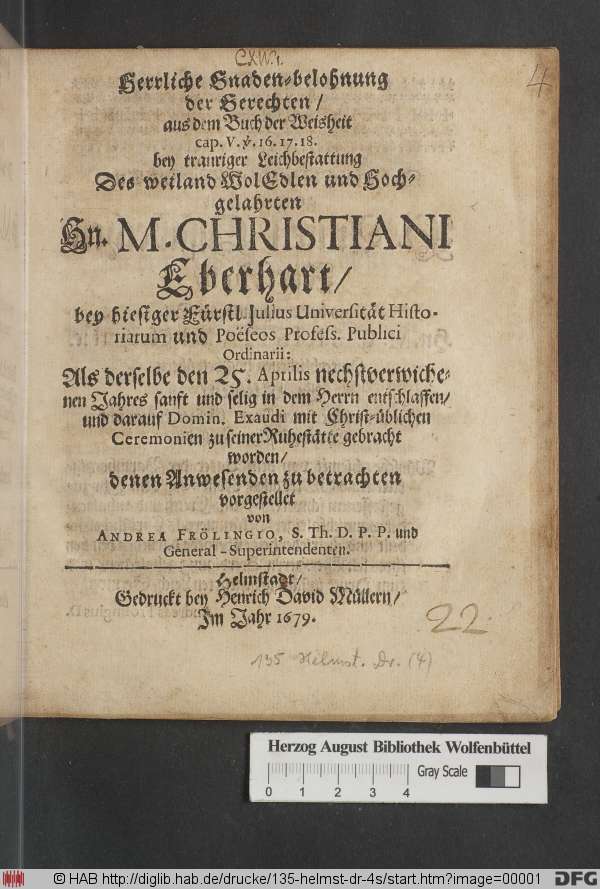 CXW. 1.
4
Herrliche Gnaden-belohnung
der Gerechten /
aus dem Buch der Weisheit
cap. V. ℣. 16. 17. 18.
bey trauriger Leichbestattung
Des weiland WolEdlen und Hoch-
gelahrten
Hn. M. CHRISTIANI
Eberhart /
bey hiesiger Fürstl. Julius Universität Histo-
riarum und Poëseos Profess. Publici
Ordinarii:
Als derselbe den 25. Aprilis nechstverwiche-
nen Jahres sanft und selig in dem Herrn entschlaffen /
und darauf Domin. Exaudi mit Christ-üblichen
Ceremonien zu seiner Ruhestätte gebracht
worden /
denen Anwesenden zu betrachten
vorgestellet
von
ANDREA FRÖLINGIO, S. Th. D. P. P. und
General-Superintendenten.
Helmstadt /
Gedruckt bey Henrich David Müllern /
Im Jahr 1679.
22.
135 Helmst. Dr. (4)
Herzog August Bibliothek Wolfenbüttel
Gray Scale
0 1 2 3 4
© HAB http://diglib.hab.de/drucke/135-helmst-dr-4s/start.htm?image=00001
DFG